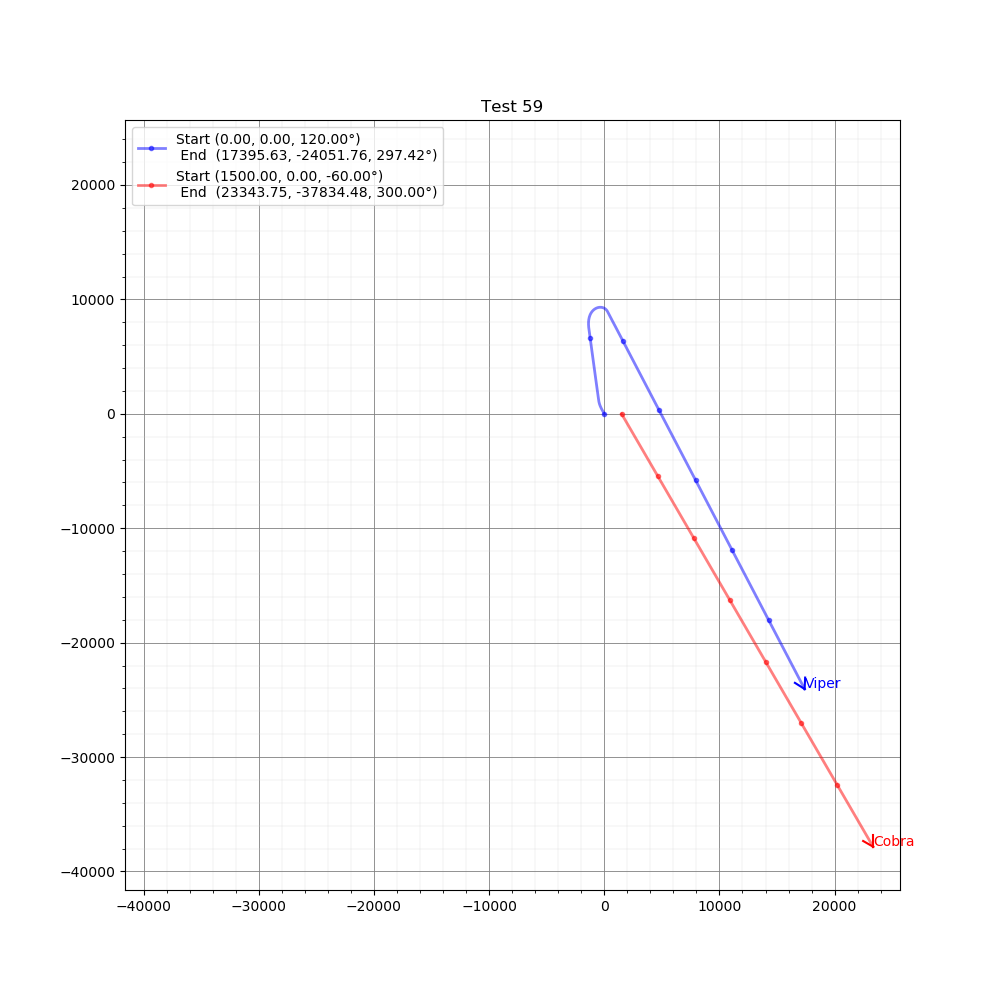 Test 59
Start (0.00, 0.00, 120.00°)
End  (17395.63, -24051.76, 297.42°)
Start (1500.00, 0.00, -60.00°)
End  (23343.75, -37834.48, 300.00°)
20000
10000
0
−10000
−20000
−30000
−40000
Viper
Cobra
−40000 −30000 −20000 −10000 0 10000 20000